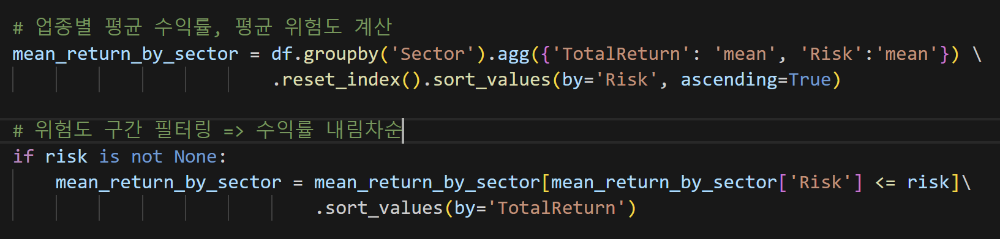 # 업종별 평균 수익률, 평균 위험도 계산
mean_return_by_sector = df.groupby('Sector').agg({'TotalReturn': 'mean', 'Risk':'mean'}) \
.reset_index().sort_values(by='Risk', ascending=True)
# 위험도 구간 필터링 => 수익률 내림차순
if risk is not None:
mean_return_by_sector = mean_return_by_sector[mean_return_by_sector['Risk'] <= risk]\
.sort_values(by='TotalReturn')